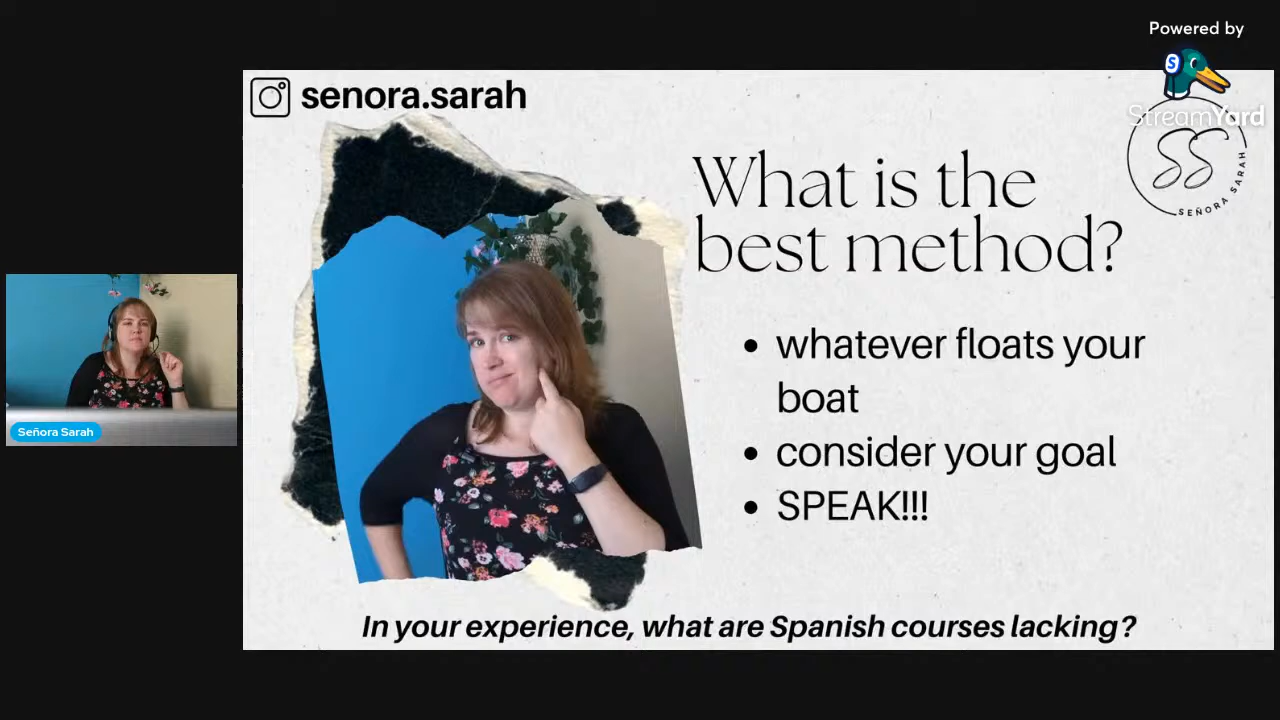 Powered by
S
StreamYard
senora.sarah
What is the
best method?
SS
SEÑORA SARAH
• whatever floats your
boat
• consider your goal
• SPEAK!!!
Señora Sarah
In your experience, what are Spanish courses lacking?